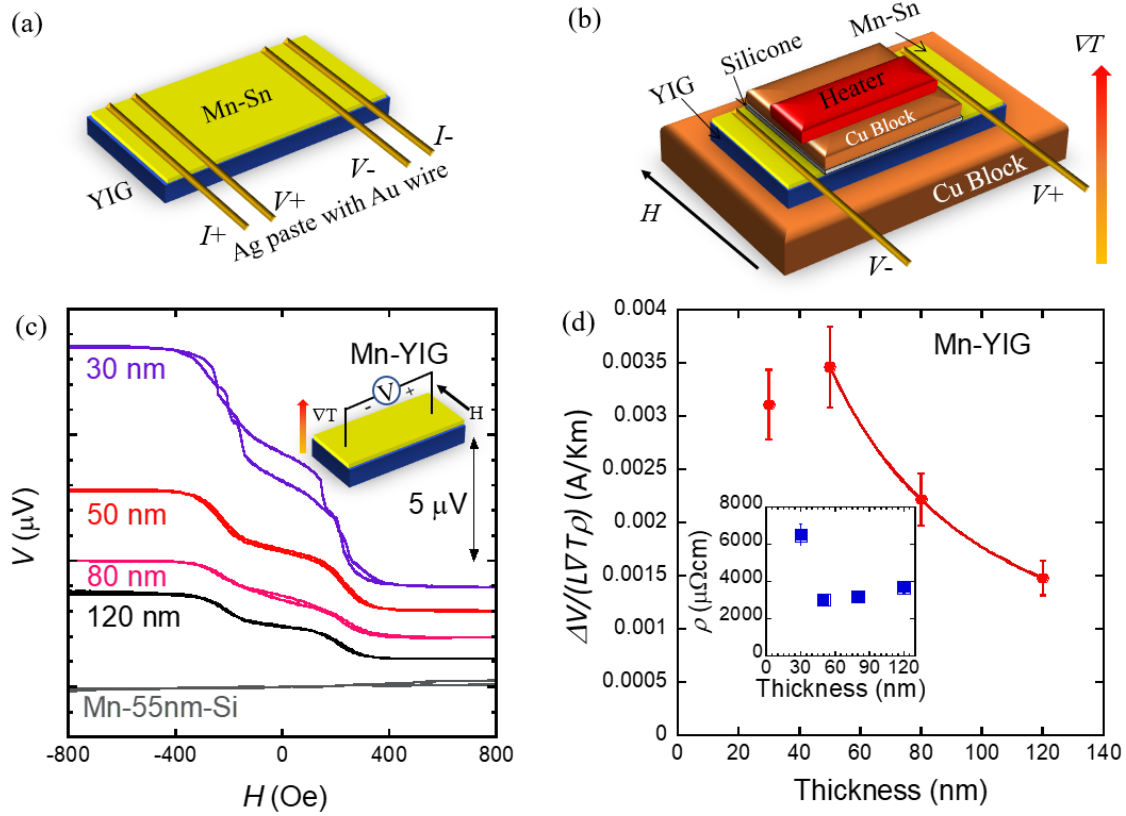 (a)
Mn-Sn
YIG
I+
V+
V-
I-
Ag paste with Au wire
(b)
Mn-Sn
Silicone
YIG
Heater
Cu Block
Cu Block
H
V-
V+
∇T
(c)
30 nm
50 nm
80 nm
120 nm
Mn-55nm-Si
Mn-YIG
V
- +
∇T
H
5 μV
V (μV)
-800 -400 0 400 800
H (Oe)
(d)
Mn-YIG
0.004
0.0035
0.003
0.0025
0.002
0.0015
0.001
0.0005
0
ΔV/(L∇Tρ) (A/Km)
0 20 40 60 80 100 120 140
Thickness (nm)
8000
6000
4000
2000
0
ρ (μΩcm)
0 30 60 90 120
Thickness (nm)